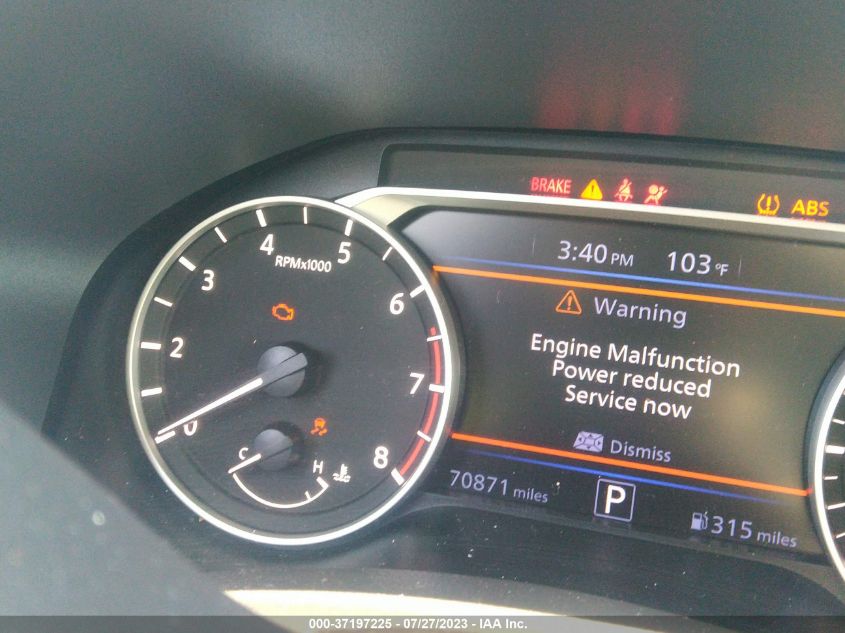 BRAKE
ABS
3:40 PM 103 °F
Warning
Engine Malfunction
Power reduced
Service now
Dismiss
70871 miles
P
315 miles
4
5
RPMx1000
3
6
2
7
0
8
C
H
000-37197225 - 07/27/2023 - IAA Inc.